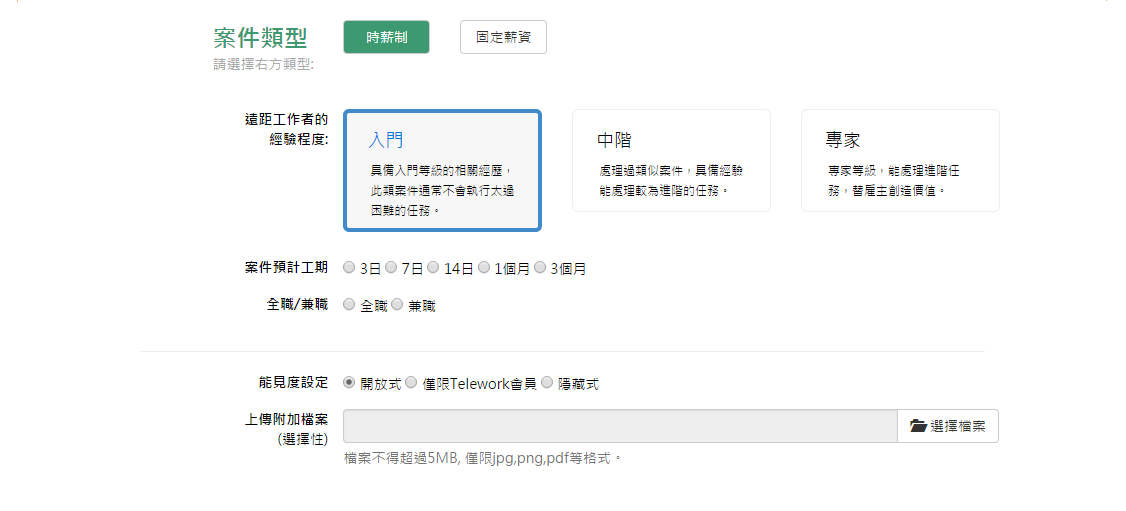 案件類型
時薪制
固定薪資
請選擇右方類型:
遠距工作者的
經驗程度:
入門
具備入門等級的相關經歷，
此類案件通常不會執行太過
困難的任務。
中階
處理過類似案件，具備經驗
能處理較為進階的任務。
專家
專家等級，能處理進階任
務，替雇主創造價值。
案件預計工期
3日 7日 14日 1個月 3個月
全職/兼職
全職 兼職
能見度設定
開放式 僅限Telework會員 隱藏式
上傳附加檔案
(選擇性)
選擇檔案
檔案不得超過5MB, 僅限jpg,png,pdf等格式。